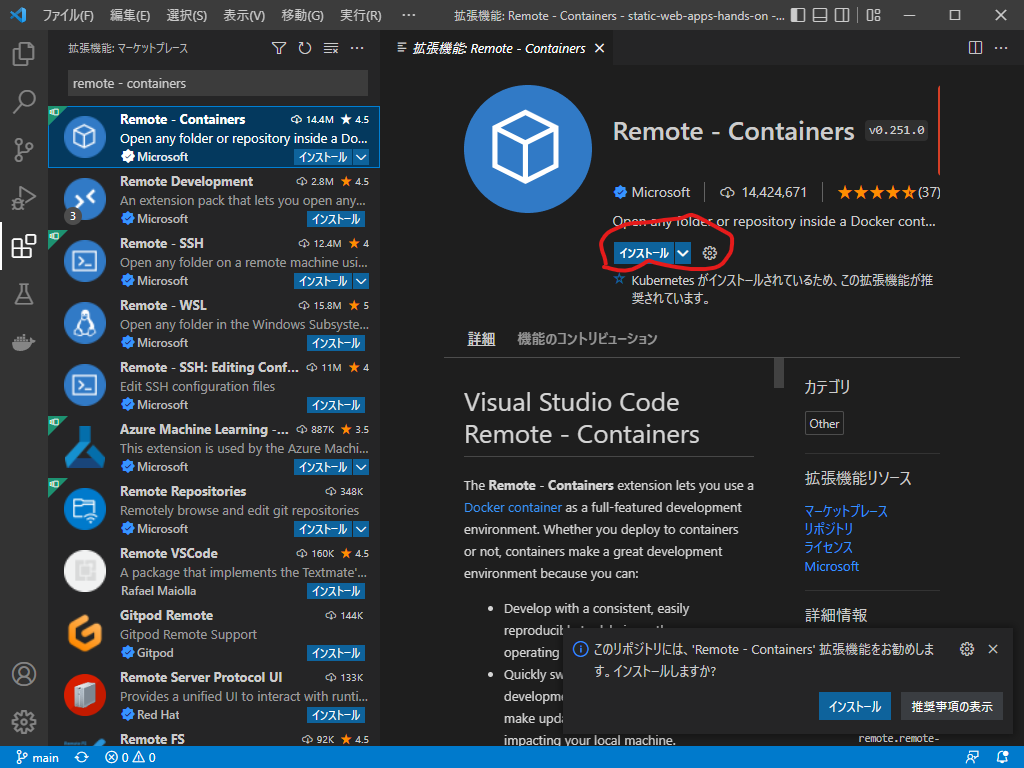 ファイル(F) 編集(E) 選択(S) 表示(V) 移動(G) 実行(R) ··· 拡張機能: Remote - Containers - static-web-apps-hands-on -...
拡張機能: マーケットプレース
remote - containers
Remote - Containers 14.4M ★ 4.5
Open any folder or repository inside a Do...
Microsoft インストール
Remote Development 2.8M ★ 4.5
An extension pack that lets you open any...
3
Microsoft インストール
Remote - SSH 12.4M ★ 4
Open any folder on a remote machine usi...
Microsoft インストール
Remote - WSL 15.8M ★ 5
Open any folder in the Windows Subsyste...
Microsoft インストール
Remote - SSH: Editing Conf... 11M ★ 4
Edit SSH configuration files
Microsoft インストール
Azure Machine Learning -... 887K ★ 3.5
This extension is used by the Azure Machi...
Microsoft インストール
Remote Repositories 348K
Remotely browse and edit git repositories
Microsoft インストール
Remote VSCode 160K ★ 4.5
A package that implements the Textmate'...
Rafael Maiolla インストール
Gitpod Remote 144K
Gitpod Remote Support
Gitpod インストール
Remote Server Protocol UI 133K
Provides a unified UI to interact with runti...
Red Hat インストール
Remote FS 92K ★ 4.5
拡張機能: Remote - Containers
Remote - Containers v0.251.0
Microsoft 14,424,671 (37)
Open any folder or repository inside a Docker cont...
インストール
☆ Kubernetes がインストールされているため、この拡張機能が推
奨されています。
詳細 機能のコントリビューション
Visual Studio Code
Remote - Containers
The Remote - Containers extension lets you use a
Docker container as a full-featured development
environment. Whether you deploy to containers
or not, containers make a great development
environment because you can:
• Develop with a consistent, easily
operating
• Quickly
impacting your local machine.
カテゴリ
Other
拡張機能リソース
マーケットプレース
リポジトリ
ライセンス
Microsoft
詳細情報
remote.remote-
このリポジトリには、'Remote - Containers' 拡張機能をお勧めしま
す。インストールしますか?
インストール 推奨事項の表示
main 0 0